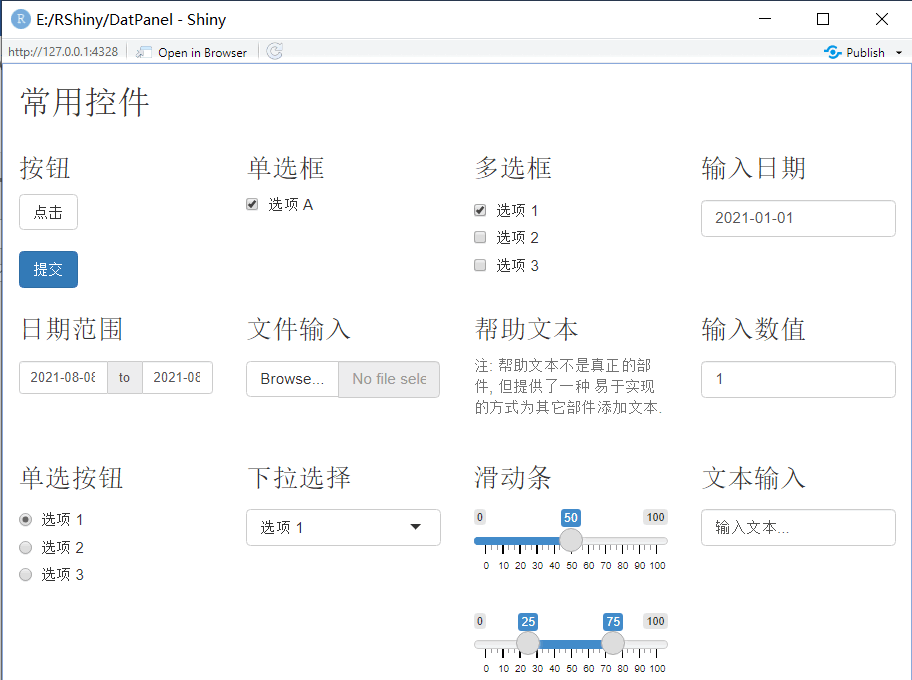 E:/RShiny/DatPanel - Shiny
http://127.0.0.1:4328
Open in Browser
Publish
常用控件
按钮
点击
提交
单选框
选项 A
多选框
选项 1
选项 2
选项 3
输入日期
2021-01-01
日期范围
2021-08-08 to 2021-08
文件输入
Browse... No file sele
帮助文本
注: 帮助文本不是真正的部
件, 但提供了一种 易于实现
的方式为其它部件添加文本.
输入数值
1
单选按钮
选项 1
选项 2
选项 3
下拉选择
选项 1
滑动条
0 50 100
0 10 20 30 40 50 60 70 80 90 100
0 25 75 100
0 10 20 30 40 50 60 70 80 90 100
文本输入
输入文本...